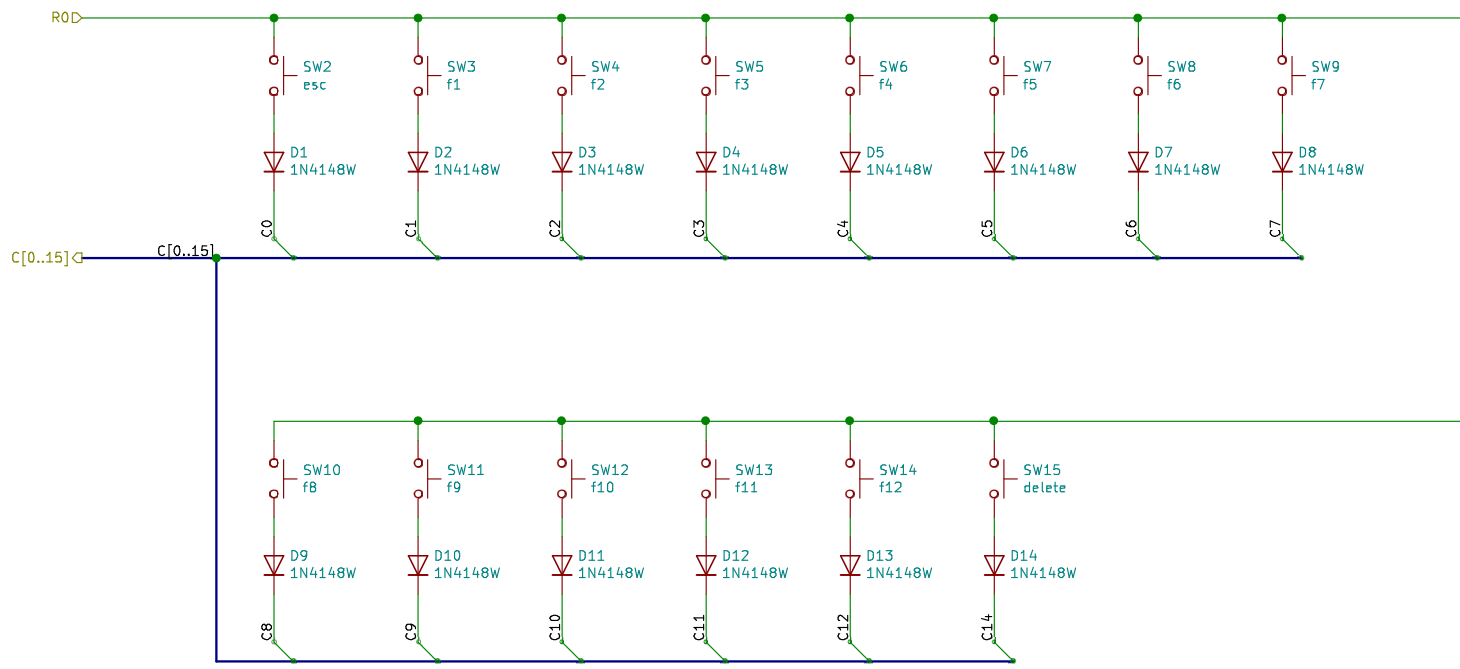 R0
SW2
esc
SW3
f1
SW4
f2
SW5
f3
SW6
f4
SW7
f5
SW8
f6
SW9
f7
D1
1N4148W
D2
1N4148W
D3
1N4148W
D4
1N4148W
D5
1N4148W
D6
1N4148W
D7
1N4148W
D8
1N4148W
C0
C1
C2
C3
C4
C5
C6
C7
C[0..15]
C[0..15]
SW10
f8
SW11
f9
SW12
f10
SW13
f11
SW14
f12
SW15
delete
D9
1N4148W
D10
1N4148W
D11
1N4148W
D12
1N4148W
D13
1N4148W
D14
1N4148W
C8
C9
C10
C11
C12
C14